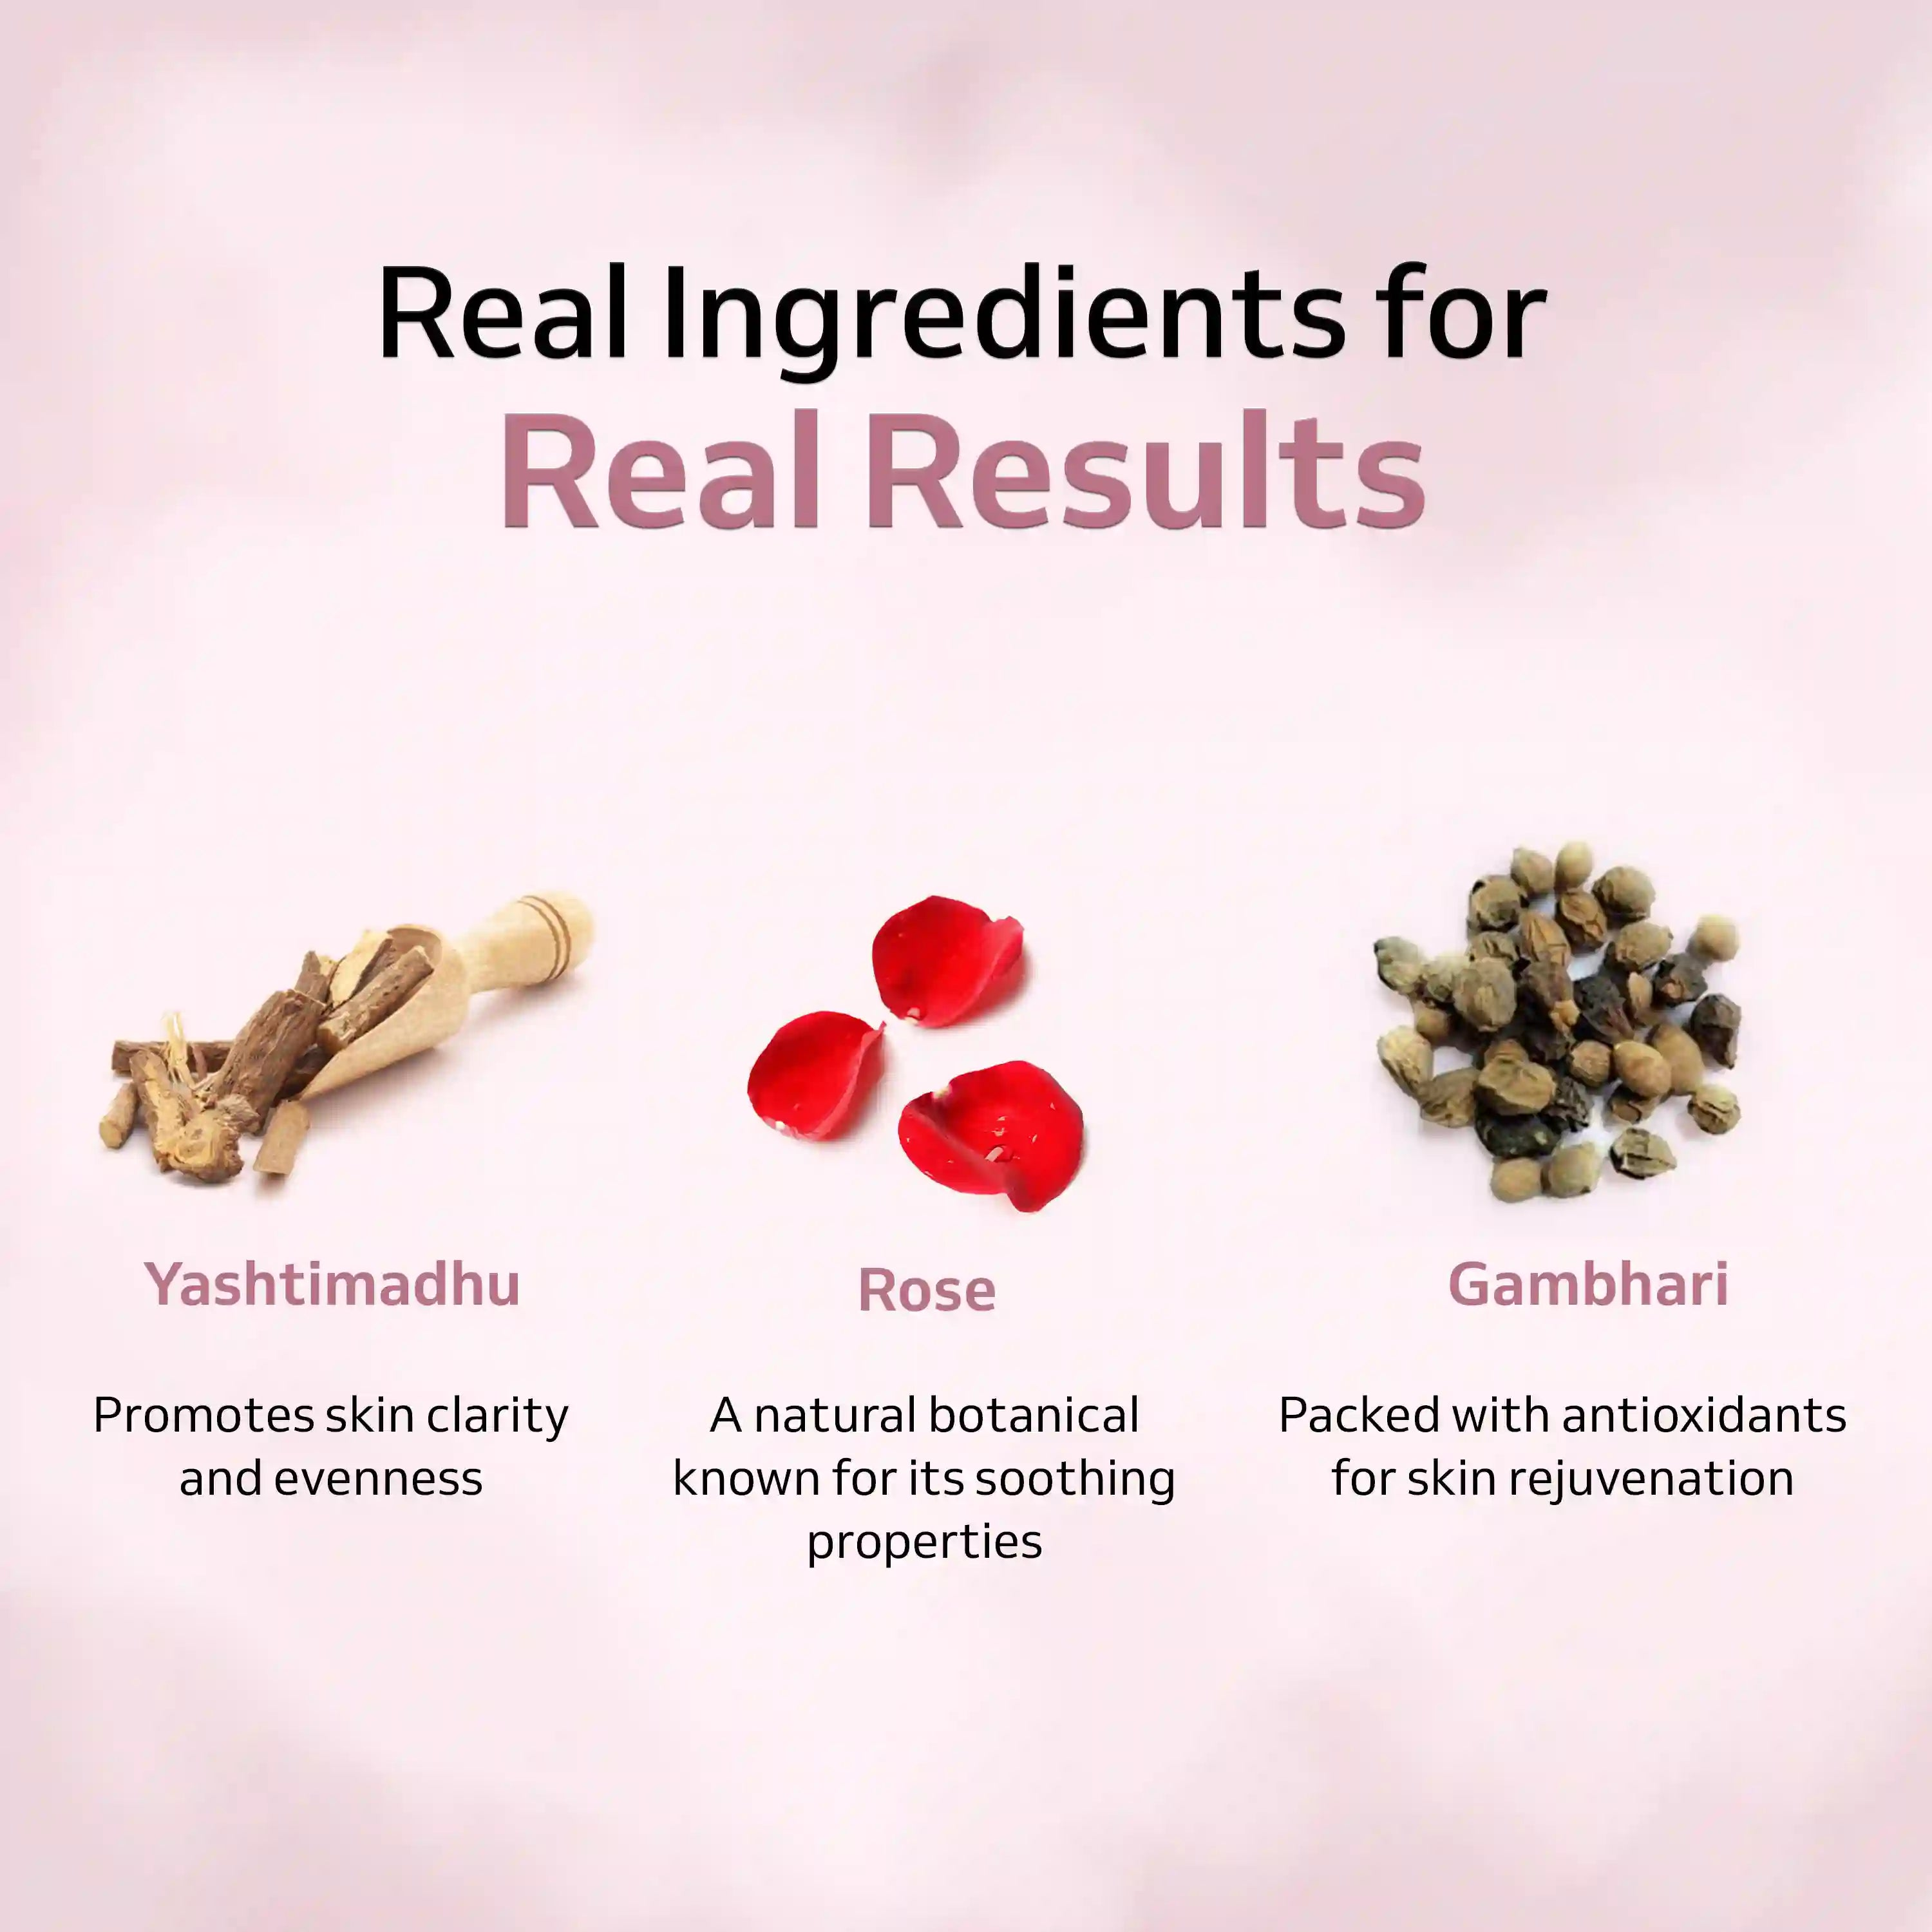 Real Ingredients for
Real Results
Yashtimadhu
Promotes skin clarity
and evenness
Rose
A natural botanical
known for its soothing
properties
Gambhari
Packed with antioxidants
for skin rejuvenation